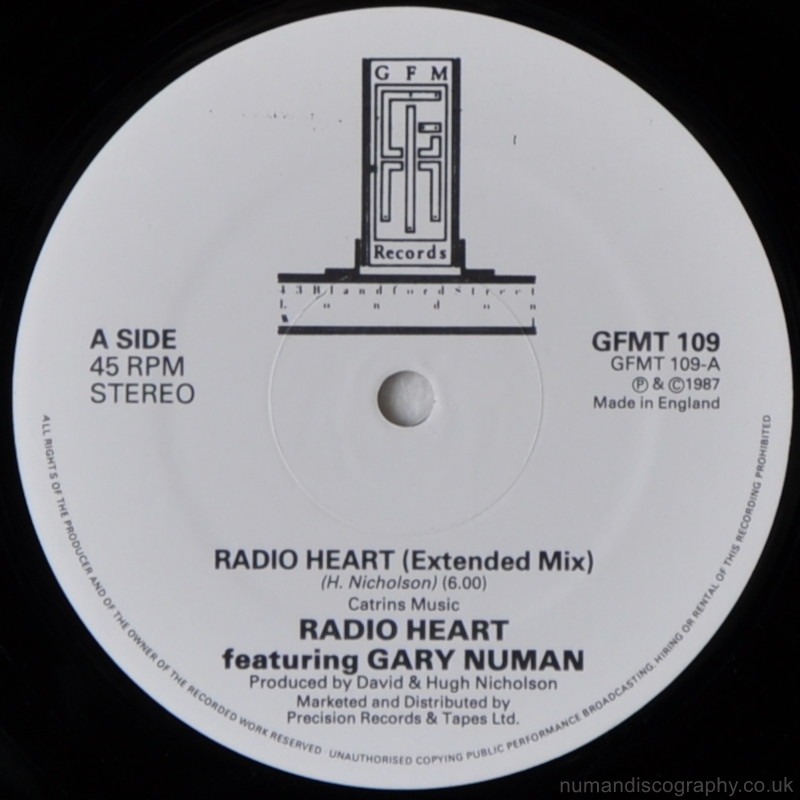 G F M
Records
43 Blandford Street
London
A SIDE
45 RPM
STEREO
GFMT 109
GFMT 109-A
Ⓟ & ©1987
Made in England
RADIO HEART (Extended Mix)
(H. Nicholson) (6.00)
Catrins Music
RADIO HEART
featuring GARY NUMAN
Produced by David & Hugh Nicholson
Marketed and Distributed by
Precision Records & Tapes Ltd.
ALL RIGHTS OF THE PRODUCER AND OF THE OWNER OF THE RECORDED WORK RESERVED · UNAUTHORISED COPYING PUBLIC PERFORMANCE BROADCASTING, HIRING OR RENTAL OF THIS RECORDING PROHIBITED
numandiscography.co.uk